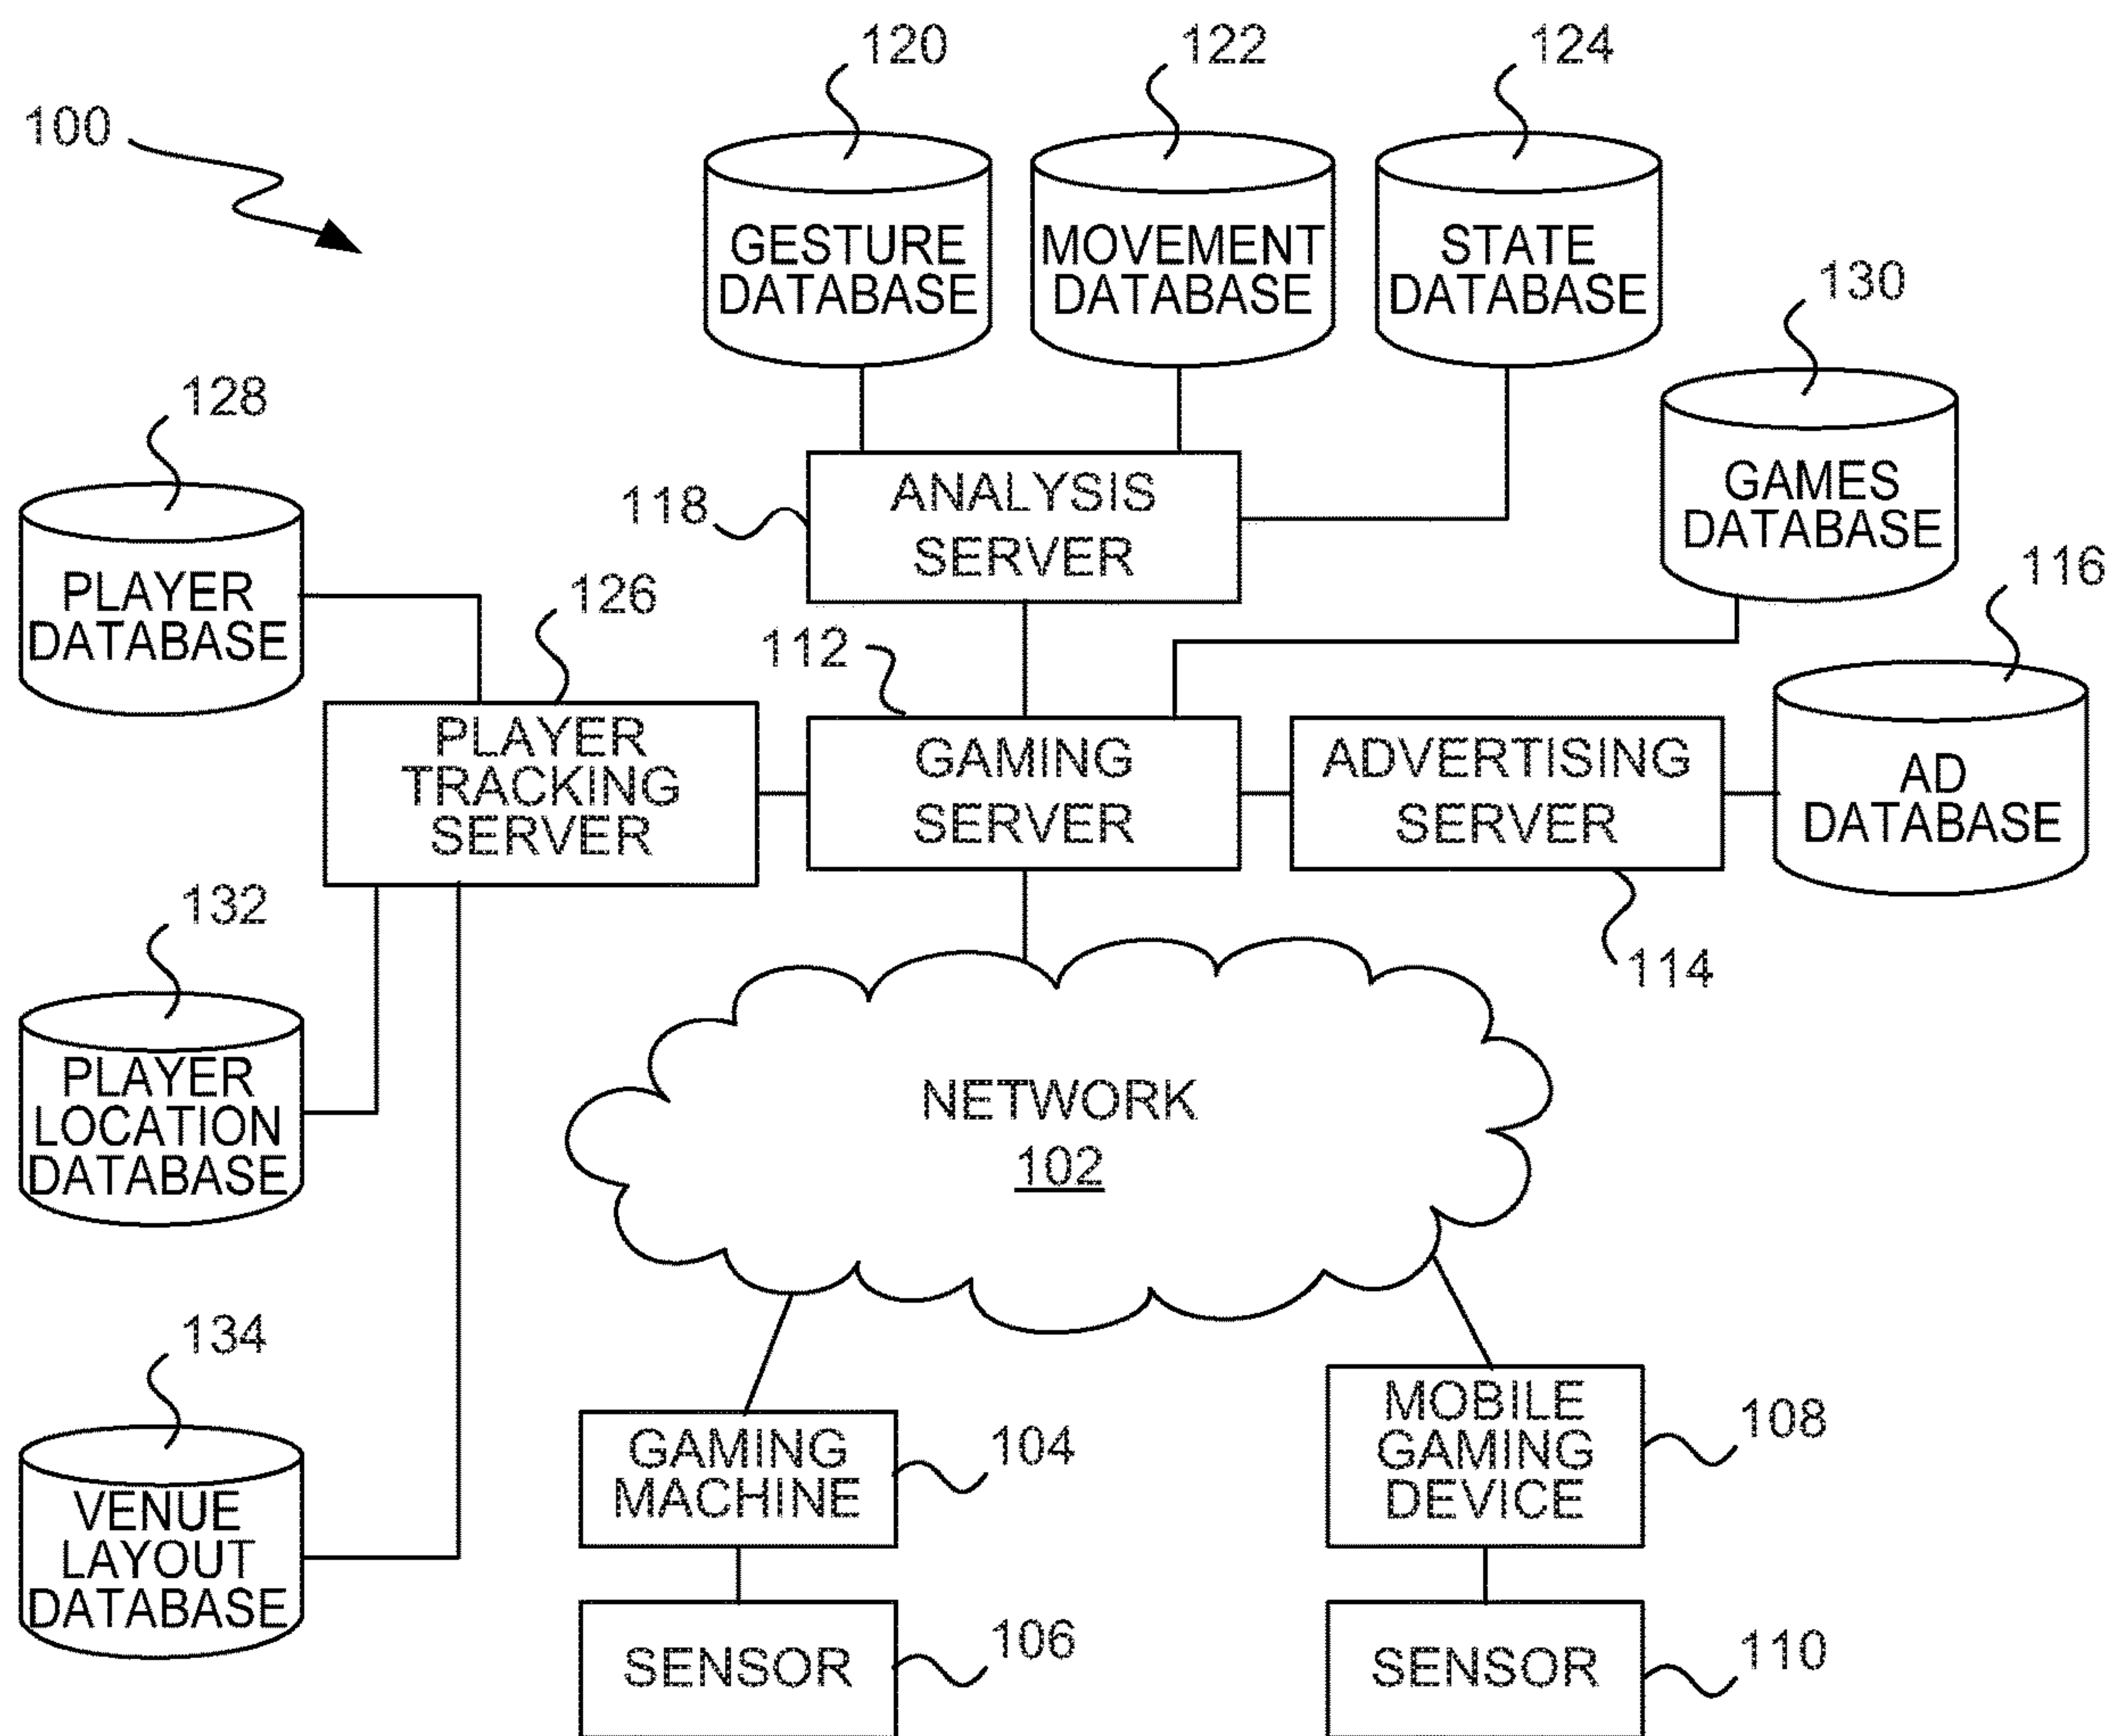 100
120
122
124
GESTURE
DATABASE
MOVEMENT
DATABASE
STATE
DATABASE
130
GAMES
DATABASE
128
PLAYER
DATABASE
118
ANALYSIS
SERVER
116
AD
DATABASE
126
PLAYER
TRACKING
SERVER
112
GAMING
SERVER
ADVERTISING
SERVER
114
132
PLAYER
LOCATION
DATABASE
NETWORK
102
134
VENUE
LAYOUT
DATABASE
GAMING
MACHINE
104
MOBILE
GAMING
DEVICE
108
SENSOR
106
SENSOR
110